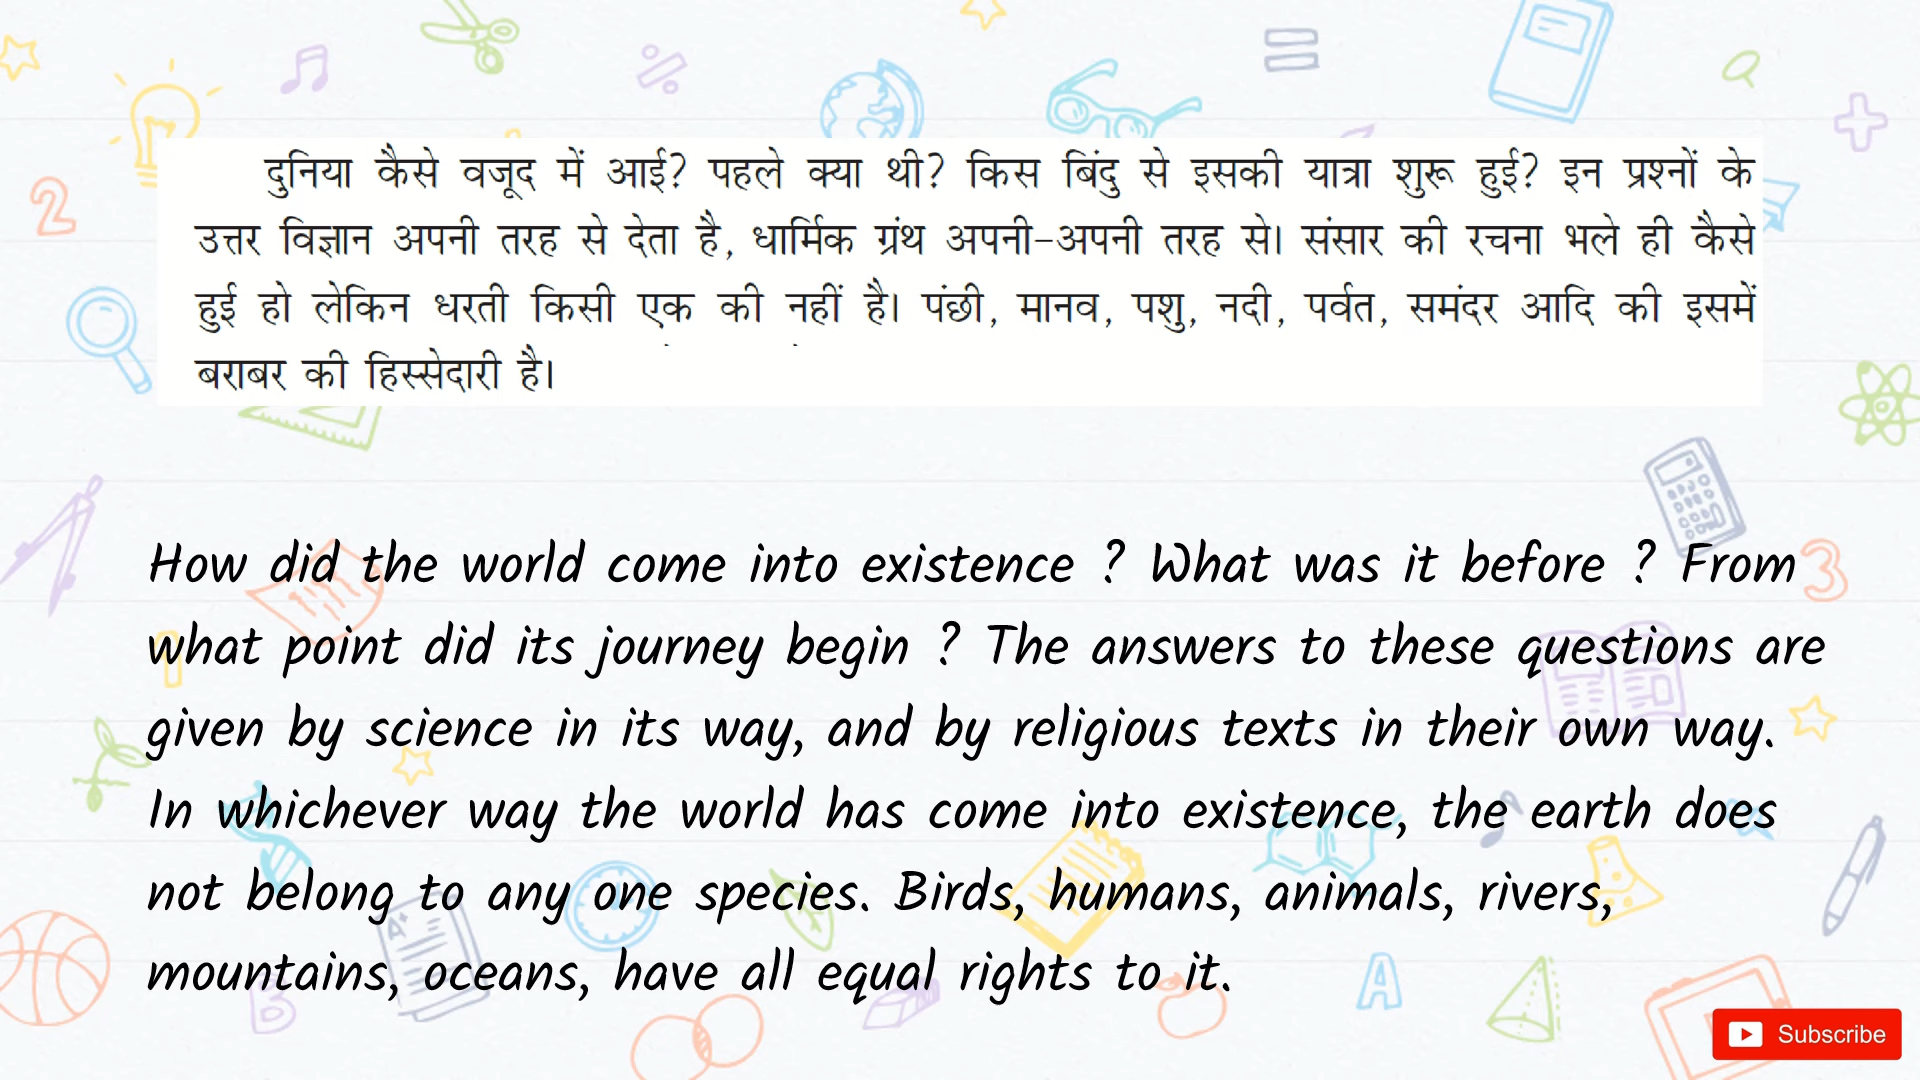 दुनिया कैसे वजूद में आई? पहले क्या थी? किस बिंदु से इसकी यात्रा शुरू हुई? इन प्रश्नों के
उत्तर विज्ञान अपनी तरह से देता है, धार्मिक ग्रंथ अपनी-अपनी तरह से। संसार की रचना भले ही कैसे
हुई हो लेकिन धरती किसी एक की नहीं है। पंछी, मानव, पशु, नदी, पर्वत, समंदर आदि की इसमें
बराबर की हिस्सेदारी है।
How did the world come into existence ? What was it before ? From
what point did its journey begin ? The answers to these questions are
given by science in its way, and by religious texts in their own way.
In whichever way the world has come into existence, the earth does
not belong to any one species. Birds, humans, animals, rivers,
mountains, oceans, have all equal rights to it.
Subscribe